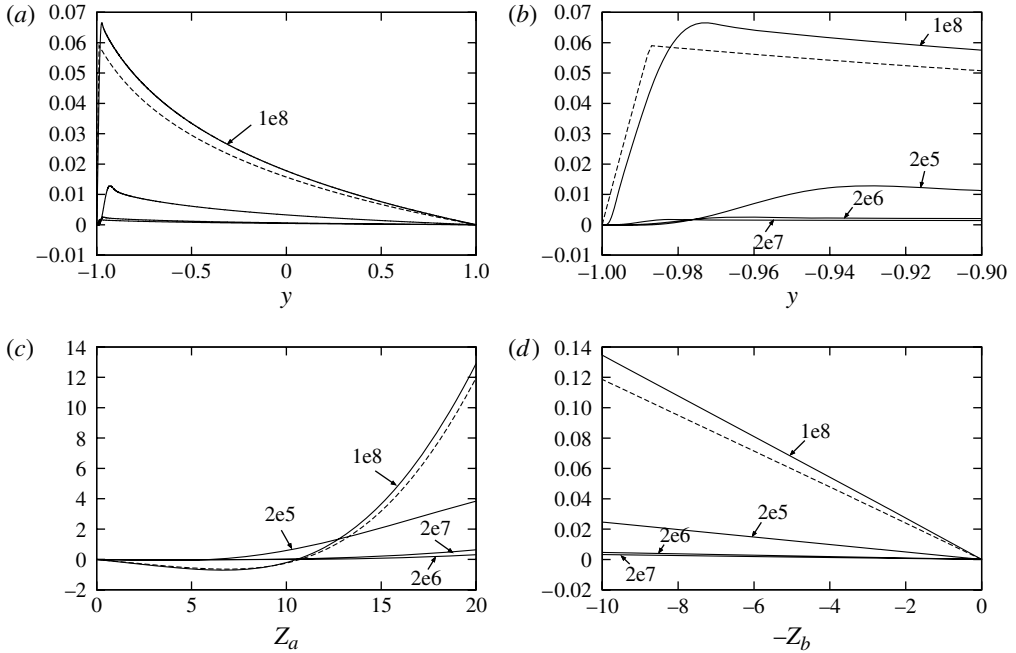 (a)
0.07
0.06
0.05
0.04
0.03
0.02
0.01
0
−0.01
1e8
−1.0 −0.5 0 0.5 1.0
y
(b)
0.07
0.06
0.05
0.04
0.03
0.02
0.01
0
−0.01
1e8
2e5
2e6
2e7
−1.00 −0.98 −0.96 −0.94 −0.92 −0.90
y
(c)
14
12
10
8
6
4
2
0
−2
1e8
2e5
2e7
2e6
0 5 10 15 20
Z_a
(d)
0.14
0.12
0.10
0.08
0.06
0.04
0.02
0.00
−0.02
1e8
2e5
2e6
2e7
−10 −8 −6 −4 −2 0
−Z_b